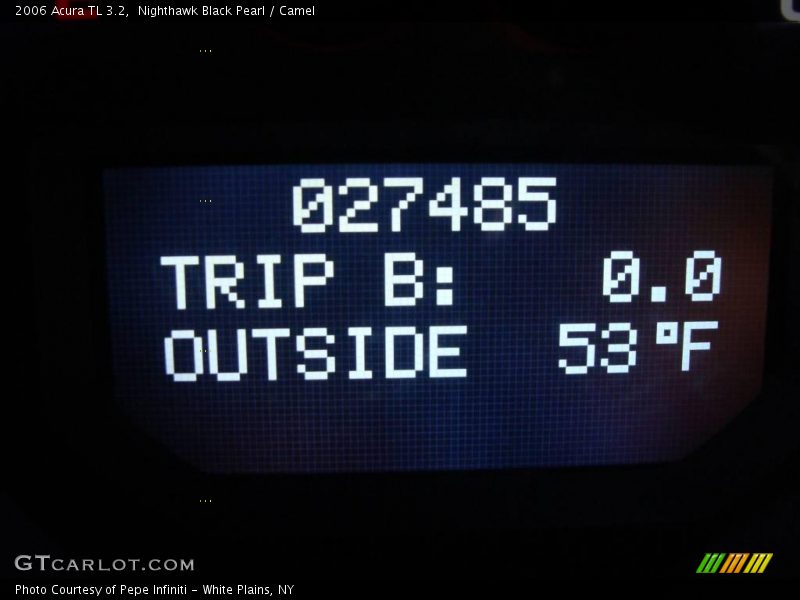 2006 Acura TL 3.2,  Nighthawk Black Pearl / Camel
027485
TRIP B: 0.0
OUTSIDE 53°F
GTCARLOT.COM
Photo Courtesy of Pepe Infiniti - White Plains, NY